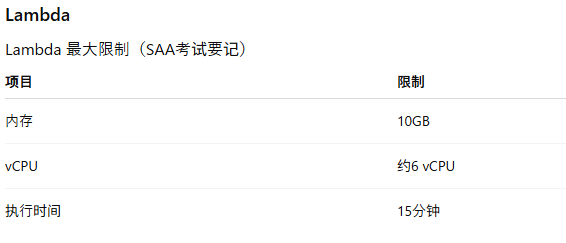 Lambda
Lambda 最大限制（SAA考试要记）
项目 限制
内存 10GB
vCPU 约6 vCPU
执行时间 15分钟